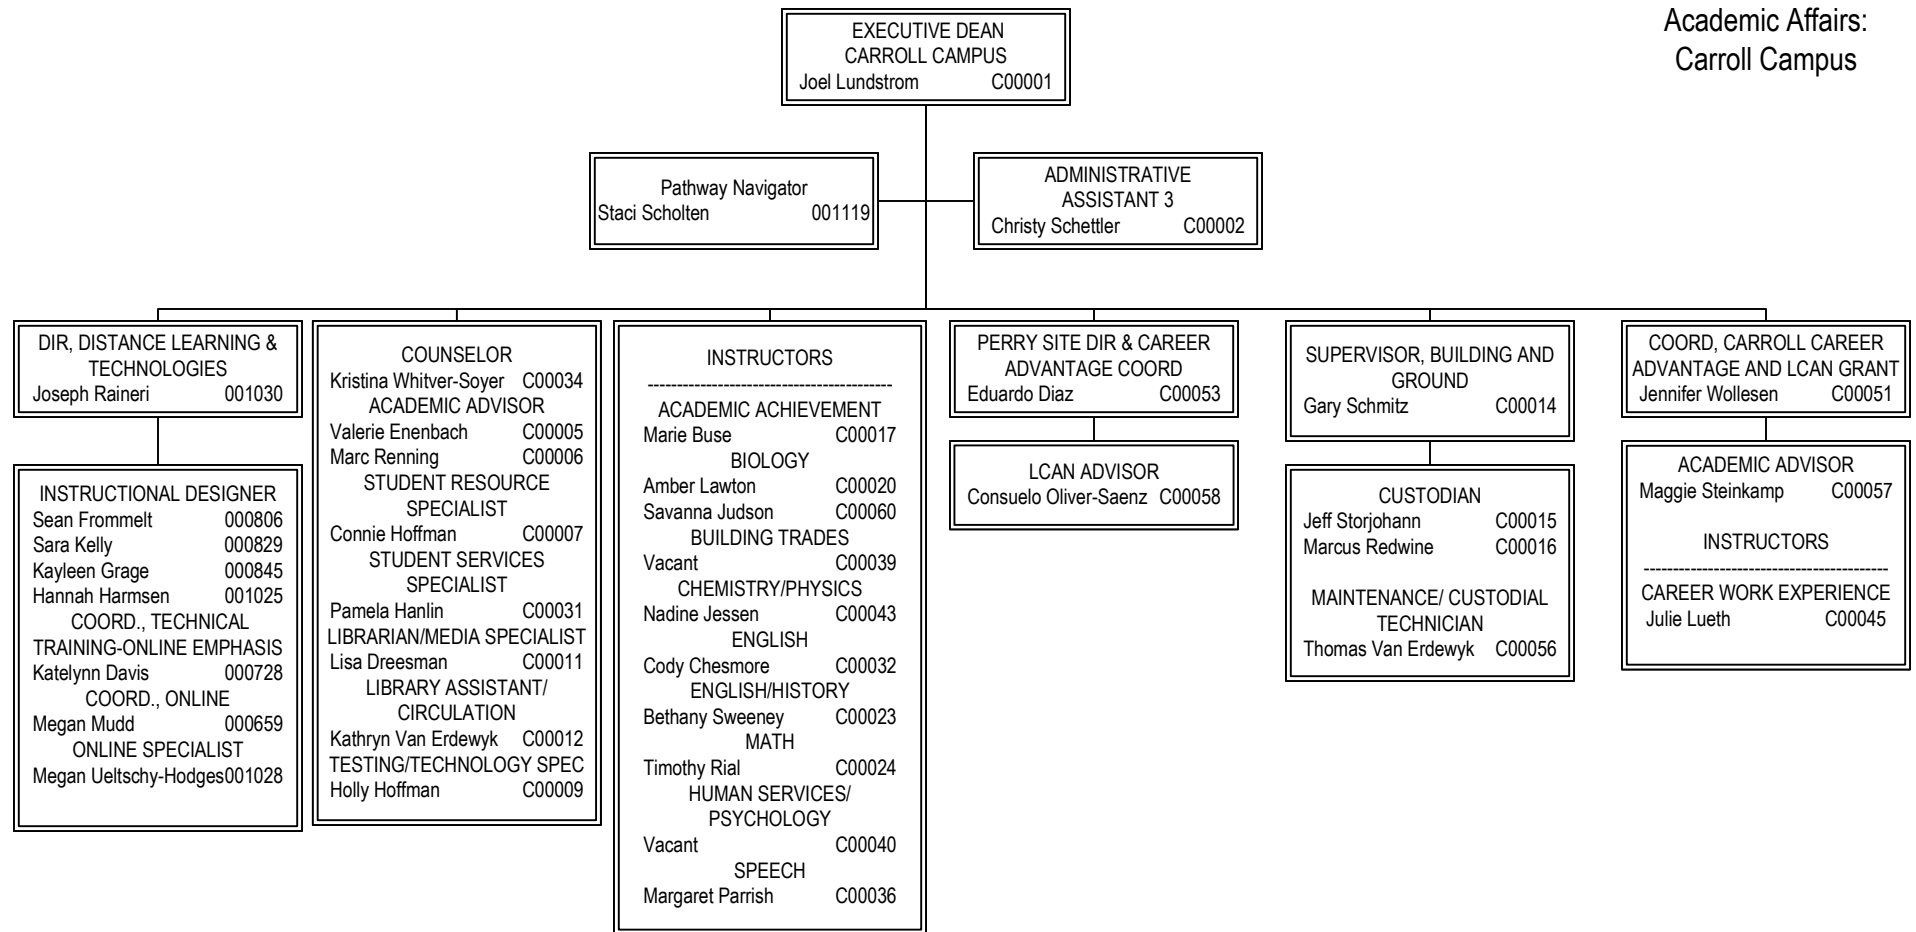 Academic Affairs:
Carroll Campus
EXECUTIVE DEAN
CARROLL CAMPUS
Joel Lundstrom C00001
Pathway Navigator
Staci Scholten 001119
ADMINISTRATIVE
ASSISTANT 3
Christy Schettler C00002
DIR, DISTANCE LEARNING &
TECHNOLOGIES
Joseph Raineri 001030
INSTRUCTIONAL DESIGNER
Sean Frommelt 000806
Sara Kelly 000829
Kayleen Grage 000845
Hannah Harmsen 001025
COORD., TECHNICAL
TRAINING-ONLINE EMPHASIS
Katelynn Davis 000728
COORD., ONLINE
Megan Mudd 000659
ONLINE SPECIALIST
Megan Ueltschy-Hodges001028
COUNSELOR
Kristina Whitver-Soyer C00034
ACADEMIC ADVISOR
Valerie Enenbach C00005
Marc Renning C00006
STUDENT RESOURCE
SPECIALIST
Connie Hoffman C00007
STUDENT SERVICES
SPECIALIST
Pamela Hanlin C00031
LIBRARIAN/MEDIA SPECIALIST
Lisa Dreesman C00011
LIBRARY ASSISTANT/
CIRCULATION
Kathryn Van Erdewyk C00012
TESTING/TECHNOLOGY SPEC
Holly Hoffman C00009
INSTRUCTORS
------------------------------------------
ACADEMIC ACHIEVEMENT
Marie Buse C00017
BIOLOGY
Amber Lawton C00020
Savanna Judson C00060
BUILDING TRADES
Vacant C00039
CHEMISTRY/PHYSICS
Nadine Jessen C00043
ENGLISH
Cody Chesmore C00032
ENGLISH/HISTORY
Bethany Sweeney C00023
MATH
Timothy Rial C00024
HUMAN SERVICES/
PSYCHOLOGY
Vacant C00040
SPEECH
Margaret Parrish C00036
PERRY SITE DIR & CAREER
ADVANTAGE COORD
Eduardo Diaz C00053
LCAN ADVISOR
Consuelo Oliver-Saenz C00058
SUPERVISOR, BUILDING AND
GROUND
Gary Schmitz C00014
CUSTODIAN
Jeff Storjohann C00015
Marcus Redwine C00016
MAINTENANCE/ CUSTODIAL
TECHNICIAN
Thomas Van Erdewyk C00056
COORD, CARROLL CAREER
ADVANTAGE AND LCAN GRANT
Jennifer Wollesen C00051
ACADEMIC ADVISOR
Maggie Steinkamp C00057
INSTRUCTORS
------------------------------------------
CAREER WORK EXPERIENCE
Julie Lueth C00045